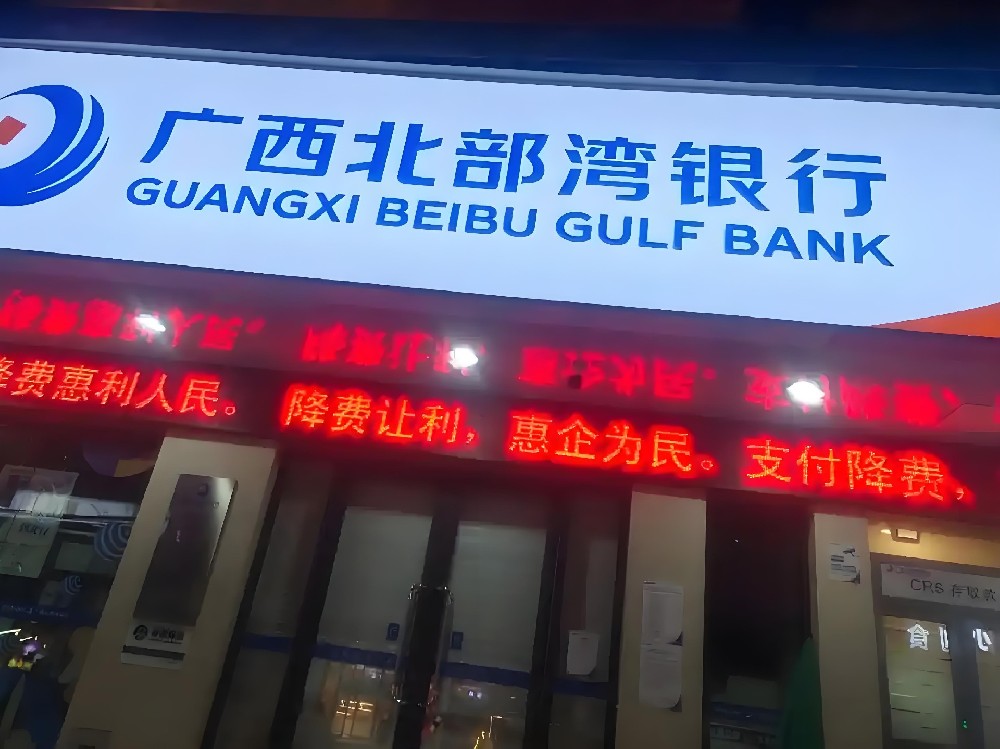 广西北部湾银行
GUANGXI BEIBU GULF BANK
降费惠利人民。 降费让利，惠企为民。支付降费，
CRS 存取款